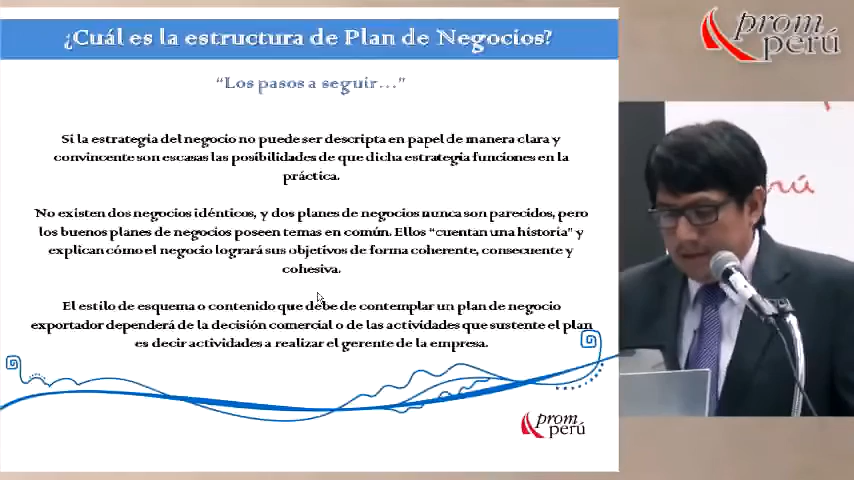 ¿Cuál es la estructura de Plan de Negocios?
prom
perú
“Los pasos a seguir...”
Si la estrategia del negocio no puede ser descripta en papel de manera clara y
convincente son escasas las posibilidades de que dicha estrategia funciones en la
práctica.
No existen dos negocios idénticos, y dos planes de negocios nunca son parecidos, pero
los buenos planes de negocios poseen temas en común. Ellos “cuentan una historia” y
explican cómo el negocio logrará sus objetivos de forma coherente, consecuente y
cohesiva.
El estilo de esquema o contenido que debe de contemplar un plan de negocio
exportador dependerá de la decisión comercial o de las actividades que sustente el plan
es decir actividades a realizar el gerente de la empresa.
prom
perú